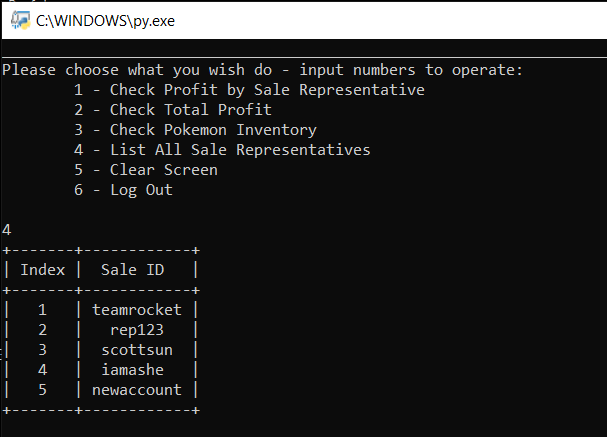 C:\WINDOWS\py.exe
Please choose what you wish do - input numbers to operate:
1 - Check Profit by Sale Representative
2 - Check Total Profit
3 - Check Pokemon Inventory
4 - List All Sale Representatives
5 - Clear Screen
6 - Log Out
4
+-------+------------+
| Index |  Sale ID   |
+-------+------------+
|   1   | teamrocket |
|   2   |   rep123   |
|   3   |  scottsun  |
|   4   |  iamashe   |
|   5   | newaccount |
+-------+------------+